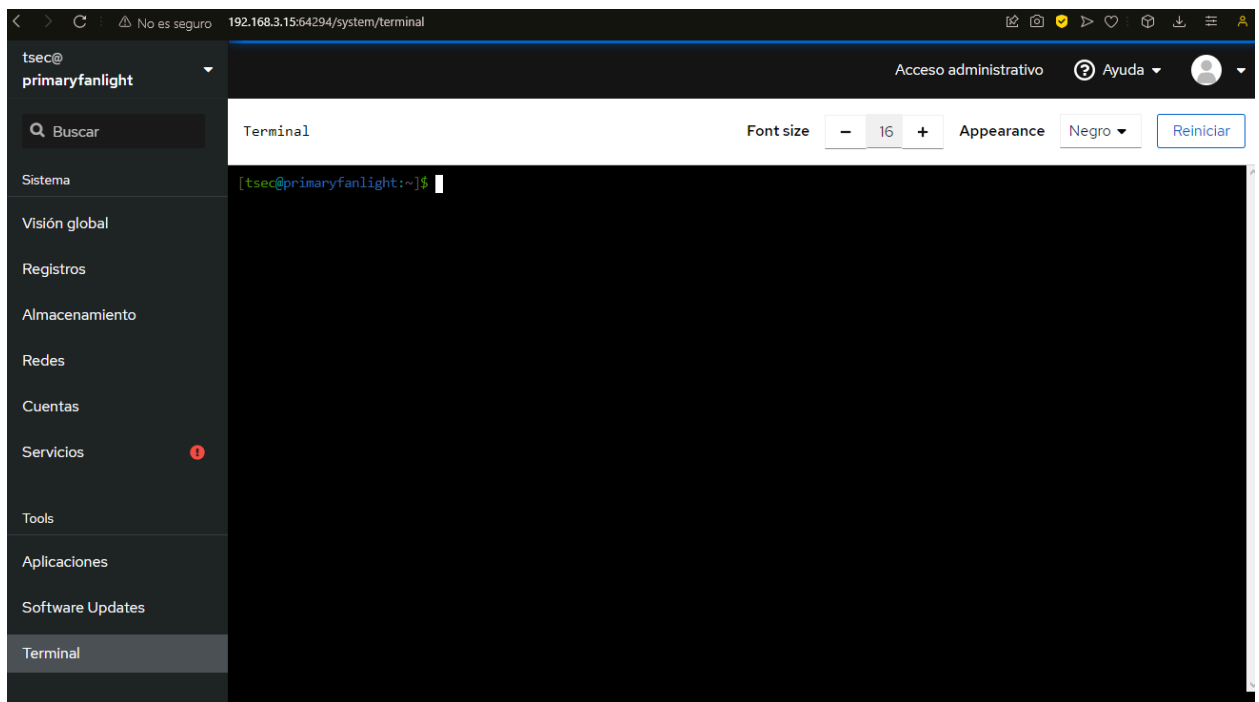 No es seguro 192.168.3.15:64294/system/terminal
tsec@
primaryfanlight
Acceso administrativo
Ayuda
Buscar
Terminal
Font size
16
Appearance
Negro
Reiniciar
Sistema
[tsec@primaryfanlight:~]$
Visión global
Registros
Almacenamiento
Redes
Cuentas
Servicios
Tools
Aplicaciones
Software Updates
Terminal